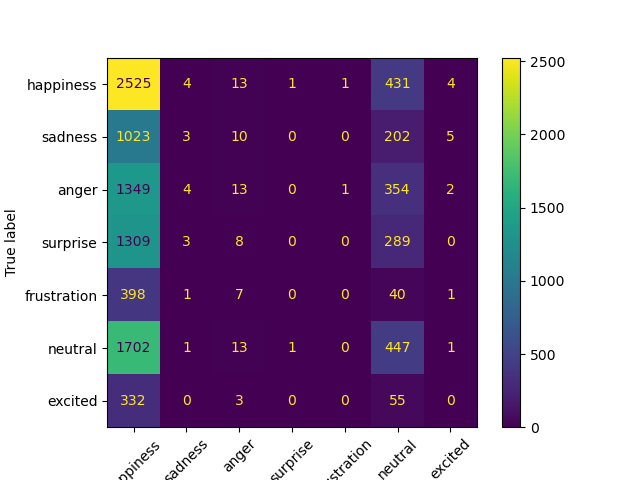 2500
happiness 2525 4 13 1 1 431 4
sadness 1023 3 10 0 0 202 5
2000
anger 1349 4 13 0 1 354 2
1500
True label
surprise 1309 3 8 0 0 289 0
1000
frustration 398 1 7 0 0 40 1
neutral 1702 1 13 1 0 447 1
500
excited 332 0 3 0 0 55 0
0
ppiness sadness anger surprise stration neutral excited